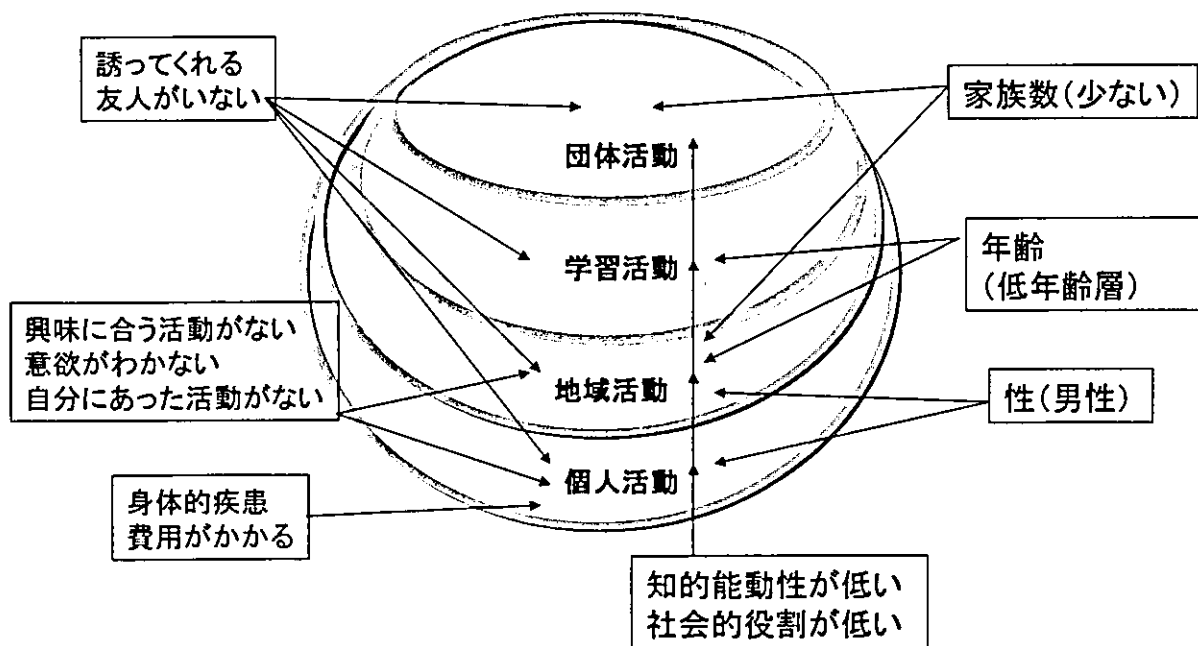 誘ってくれる
友人がいない
家族数(少ない)
団体活動
学習活動
年齢
(低年齢層)
興味に合う活動がない
意欲がわかない
自分にあった活動がない
地域活動
性(男性)
個人活動
身体的疾患
費用がかかる
知的能動性が低い
社会的役割が低い